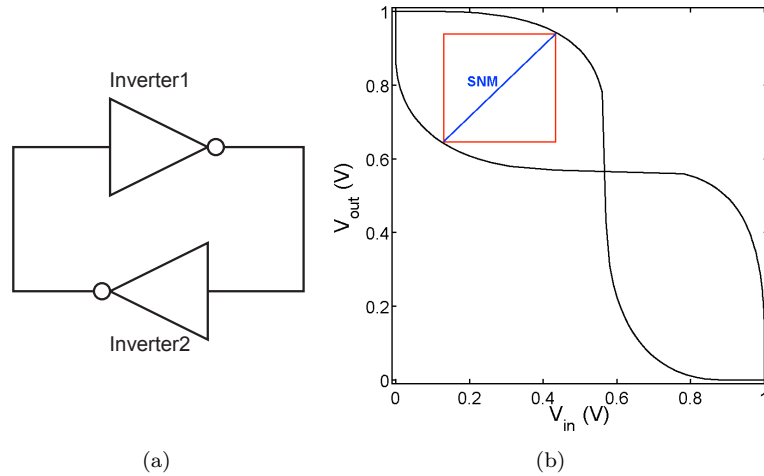 Inverter1
Inverter2
(a)
1
0.8
0.6
0.4
0.2
0
V_out (V)
SNM
0 0.2 0.4 0.6 0.8 1
V_in (V)
(b)